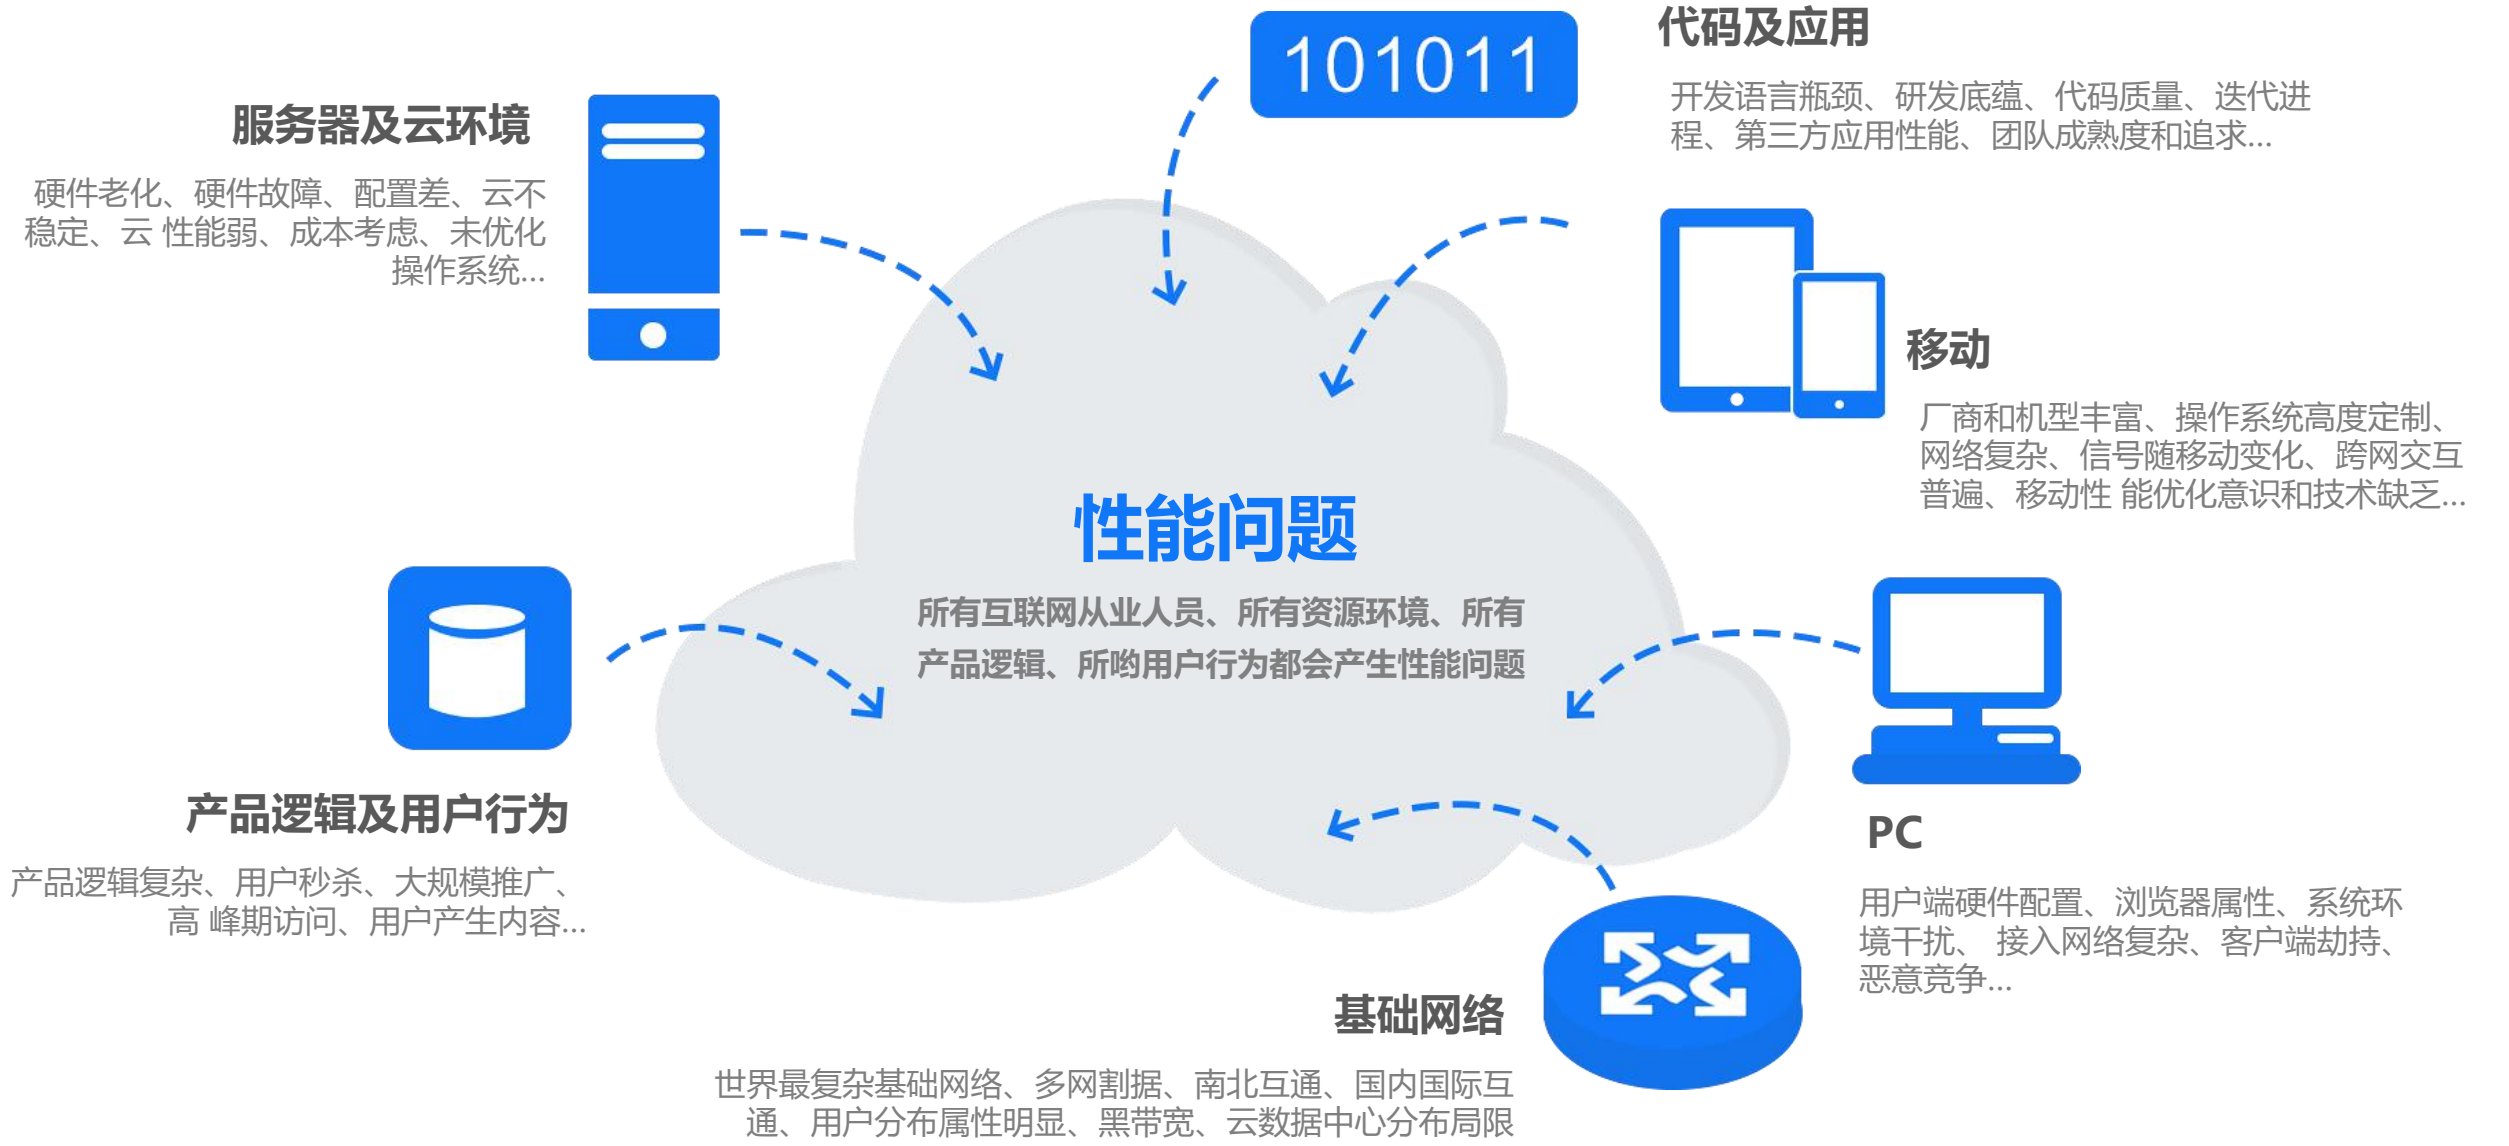 101011
代码及应用
开发语言瓶颈、研发底蕴、代码质量、迭代进
程、第三方应用性能、团队成熟度和追求...
服务器及云环境
硬件老化、硬件故障、配置差、云不
稳定、云 性能弱、成本考虑、未优化
操作系统...
移动
厂商和机型丰富、操作系统高度定制、
网络复杂、信号随移动变化、跨网交互
普遍、移动性 能优化意识和技术缺乏...
性能问题
所有互联网从业人员、所有资源环境、所有
产品逻辑、所哟用户行为都会产生性能问题
产品逻辑及用户行为
产品逻辑复杂、用户秒杀、大规模推广、
高 峰期访问、用户产生内容...
PC
用户端硬件配置、浏览器属性、系统环
境干扰、 接入网络复杂、客户端劫持、
恶意竞争...
基础网络
世界最复杂基础网络、多网割据、南北互通、国内国际互
通、用户分布属性明显、黑带宽、云数据中心分布局限